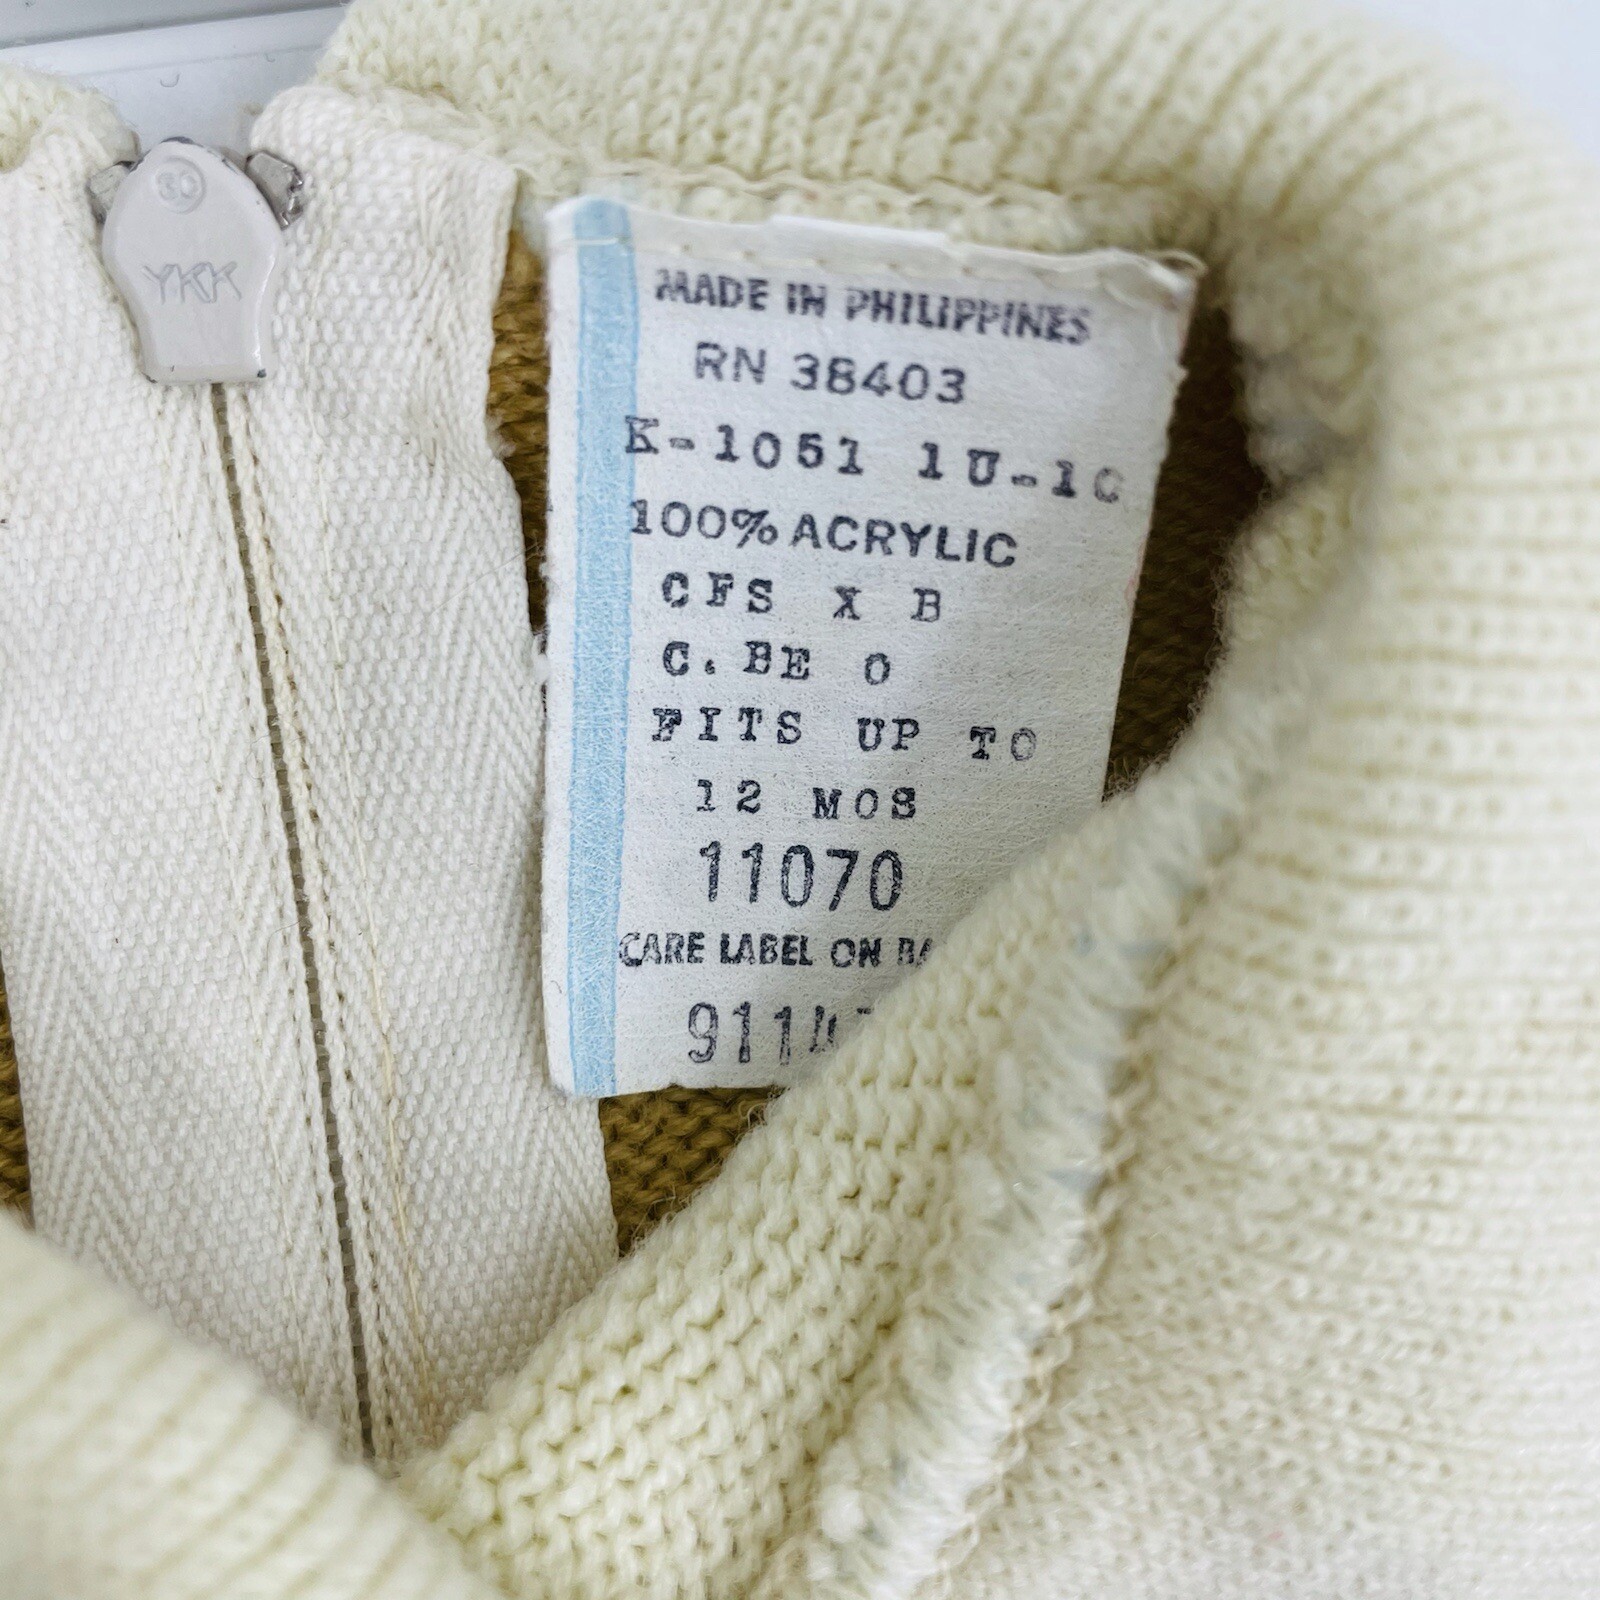 30
YKK
MADE IN PHILIPPINES
RN 38403
K-1051 1U-1C
100% ACRYLIC
CFS X B
C. BE 0
FITS UP TO
12 MOS
11070
CARE LABEL ON